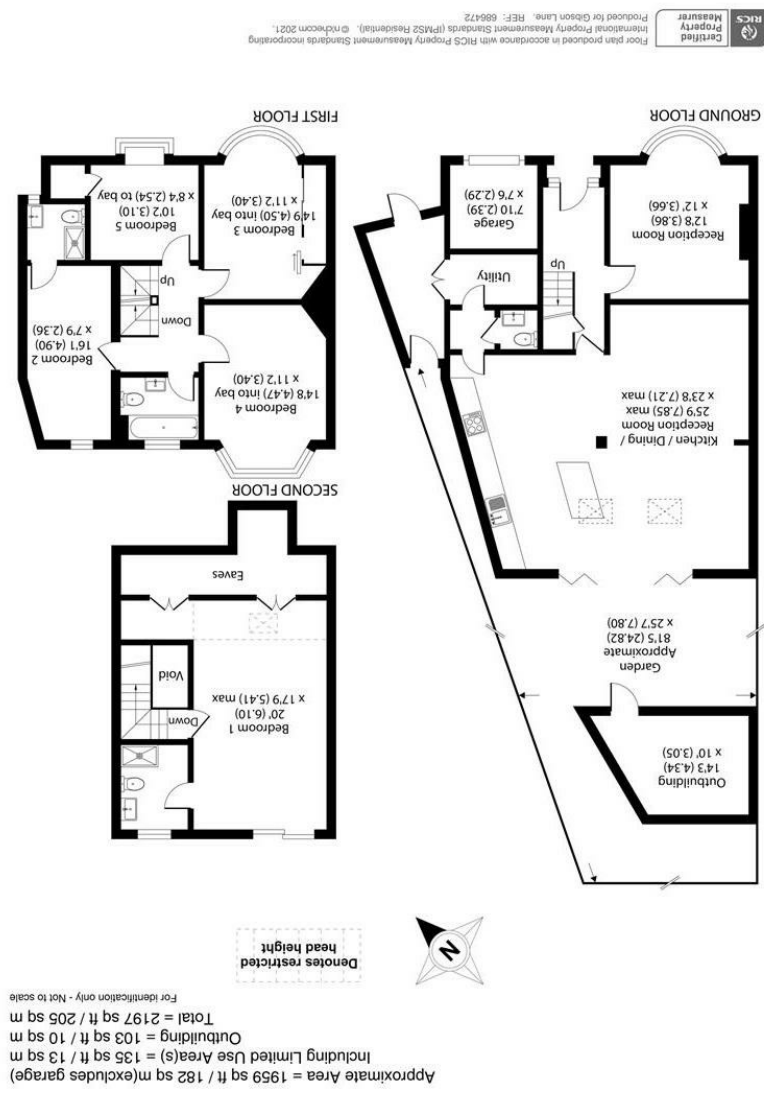 Approximate Area = 1959 sq ft / 182 sq m(excludes garage)
Including Limited Use Area(s) = 135 sq ft / 13 sq m
Outbuilding = 103 sq ft / 10 sq m
Total = 2197 sq ft / 205 sq m
For identification only - Not to scale
Denotes restricted
head height
N
Outbuilding
14'3 (4.34)
x 10' (3.05)
Garden
Approximate
81'5 (24.82)
x 25'7 (7.80)
Kitchen / Dining /
Reception Room
25'9 (7.85) max
x 23'8 (7.21) max
Utility
Up
Garage
7'10 (2.39)
x 7'6 (2.29)
Reception Room
12'8 (3.86)
x 12' (3.66)
GROUND FLOOR
Bedroom 1
20' (6.10)
x 17'9 (5.41) max
Down
Void
Eaves
SECOND FLOOR
Bedroom 4
14'8 (4.47) into bay
x 11'2 (3.40)
Down
Up
Bedroom 2
16'1 (4.90)
x 7'9 (2.36)
Bedroom 3
14'9 (4.50) into bay
x 11'2 (3.40)
Bedroom 5
10'2 (3.10)
x 8'4 (2.54) to bay
FIRST FLOOR
RICS
Certified
Property
Measurer
Floor plan produced in accordance with RICS Property Measurement Standards incorporating
International Property Measurement Standards (IPMS2 Residential). © nichecom 2021.
Produced for Gibson Lane. REF: 686472